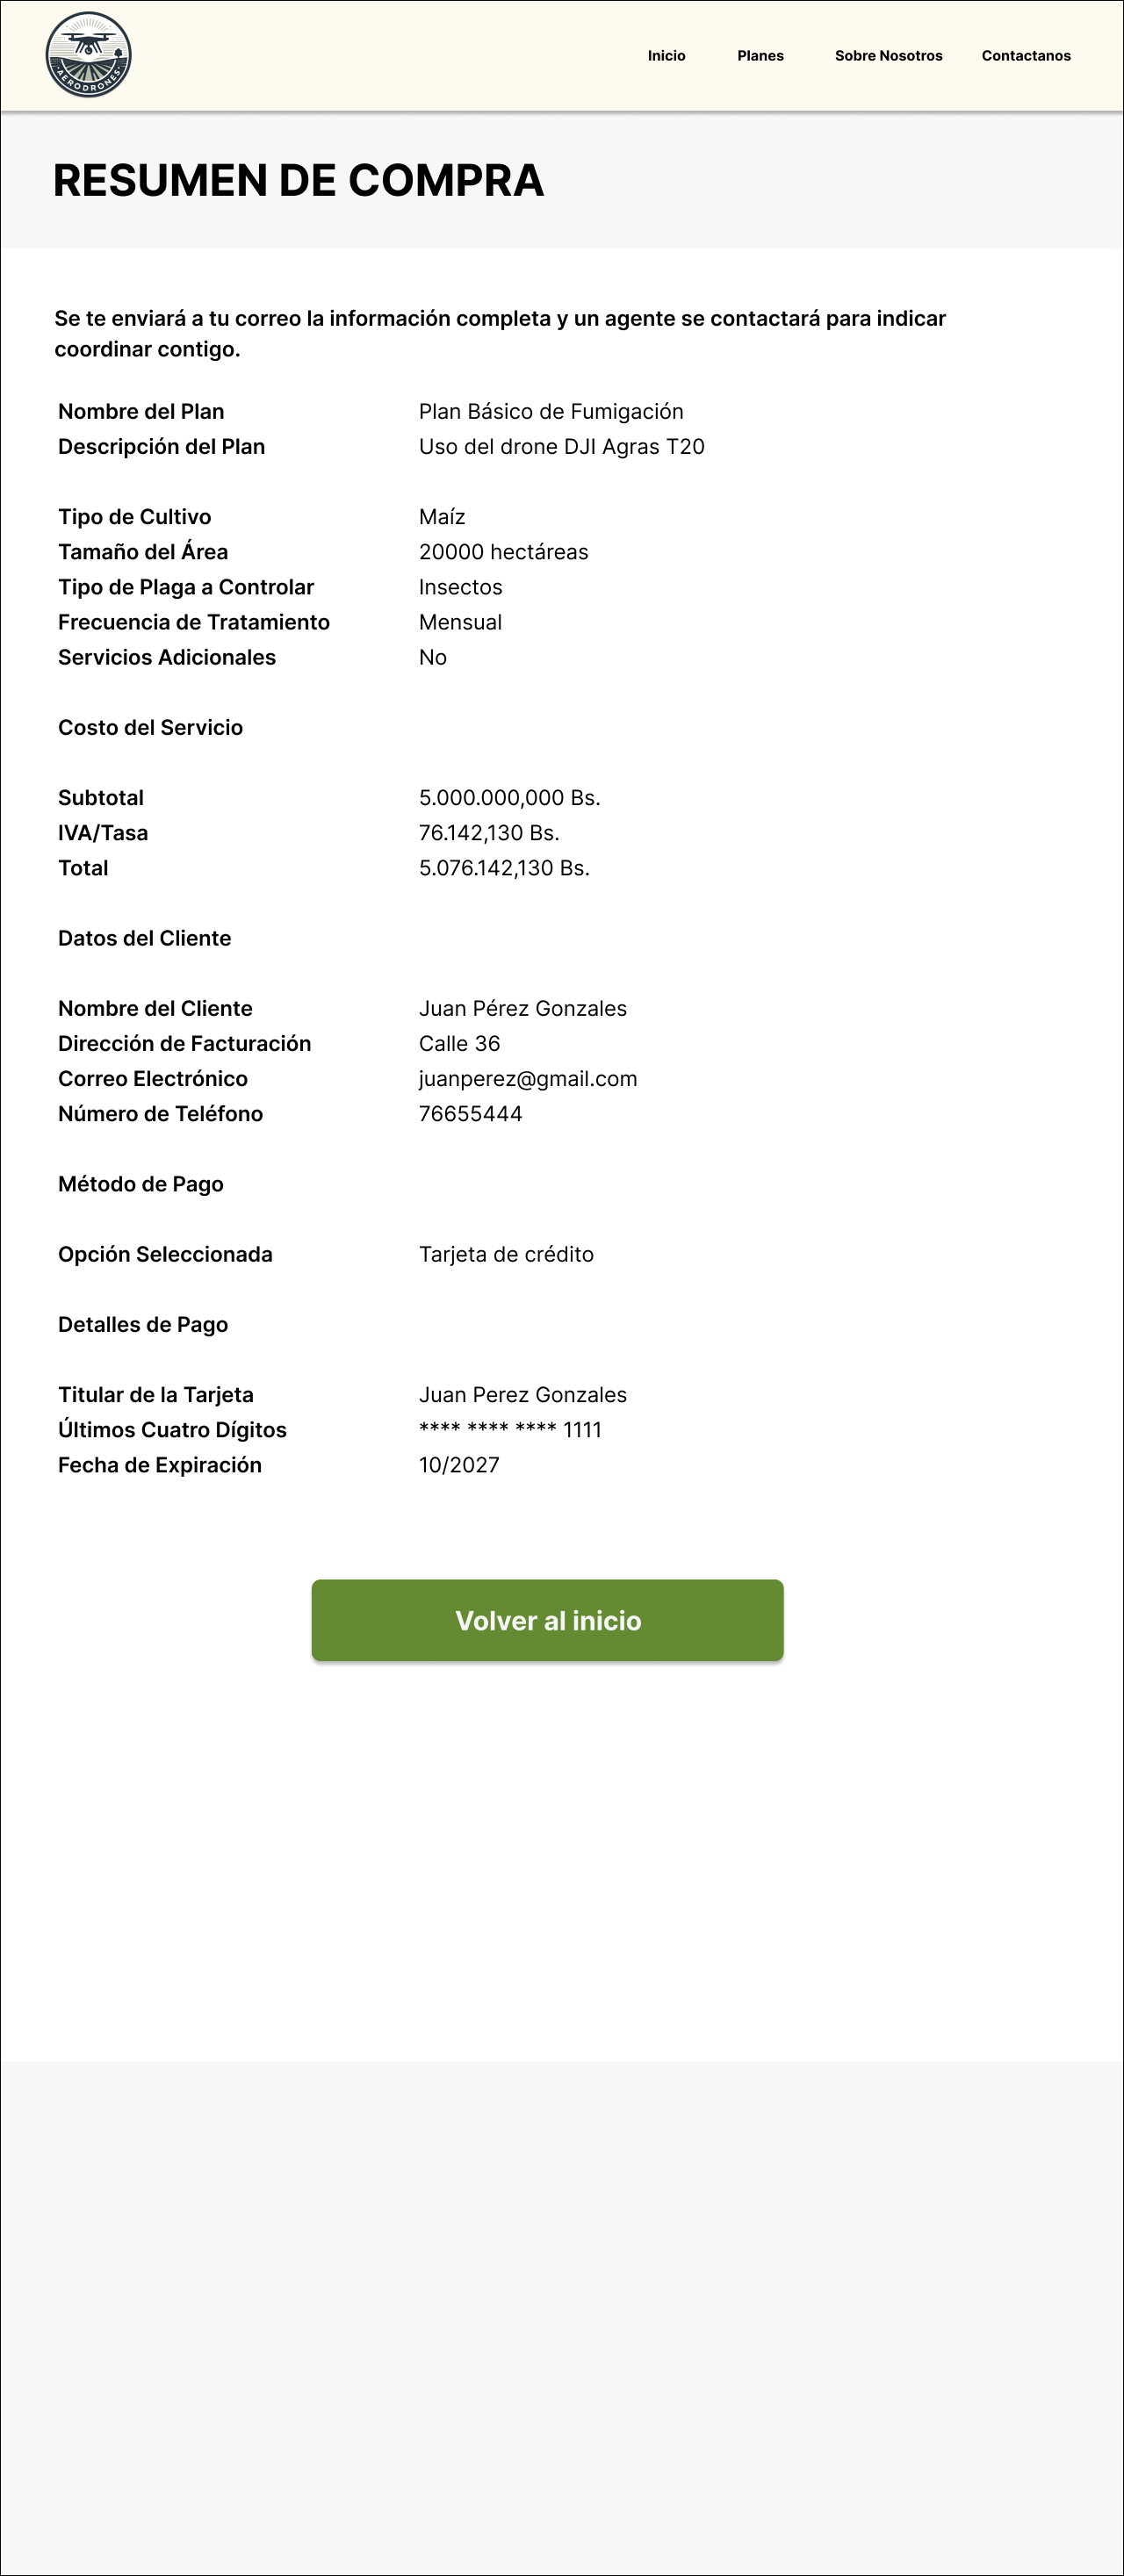 AERODRONES
Inicio Planes Sobre Nosotros Contactanos
RESUMEN DE COMPRA
Se te enviará a tu correo la información completa y un agente se contactará para indicar
coordinar contigo.
Nombre del Plan Plan Básico de Fumigación
Descripción del Plan Uso del drone DJI Agras T20
Tipo de Cultivo Maíz
Tamaño del Área 20000 hectáreas
Tipo de Plaga a Controlar Insectos
Frecuencia de Tratamiento Mensual
Servicios Adicionales No
Costo del Servicio
Subtotal 5.000.000,000 Bs.
IVA/Tasa 76.142,130 Bs.
Total 5.076.142,130 Bs.
Datos del Cliente
Nombre del Cliente Juan Pérez Gonzales
Dirección de Facturación Calle 36
Correo Electrónico juanperez@gmail.com
Número de Teléfono 76655444
Método de Pago
Opción Seleccionada Tarjeta de crédito
Detalles de Pago
Titular de la Tarjeta Juan Perez Gonzales
Últimos Cuatro Dígitos **** **** **** 1111
Fecha de Expiración 10/2027
Volver al inicio